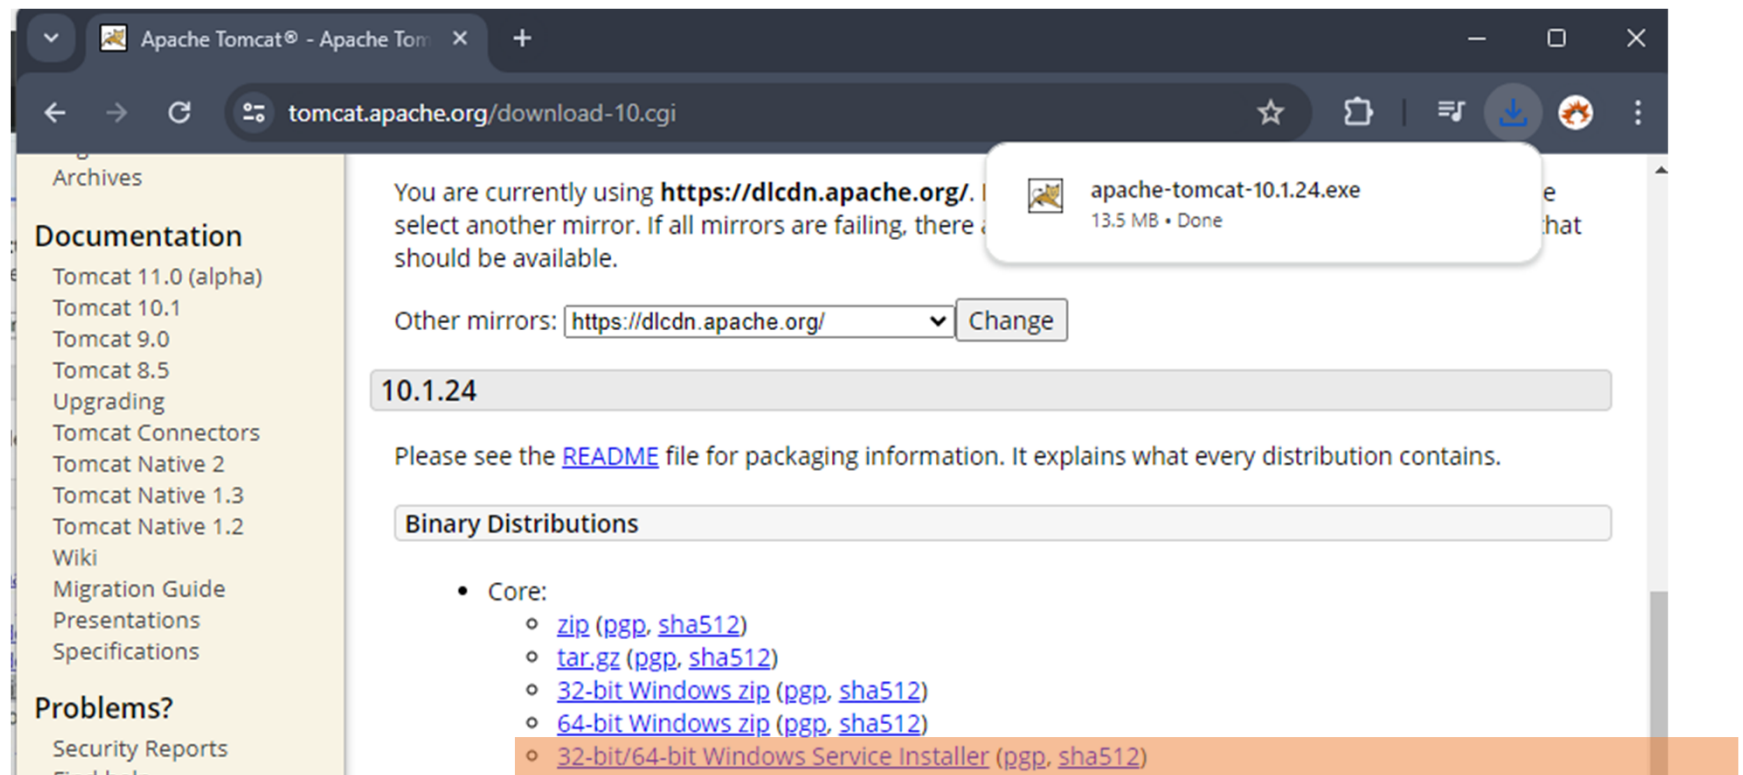 Apache Tomcat® - Apache Tom
tomcat.apache.org/download-10.cgi
apache-tomcat-10.1.24.exe
13.5 MB • Done
Archives
Documentation
Tomcat 11.0 (alpha)
Tomcat 10.1
Tomcat 9.0
Tomcat 8.5
Upgrading
Tomcat Connectors
Tomcat Native 2
Tomcat Native 1.3
Tomcat Native 1.2
Wiki
Migration Guide
Presentations
Specifications
Problems?
Security Reports
You are currently using https://dlcdn.apache.org/.
select another mirror. If all mirrors are failing, there hat
should be available.
Other mirrors: https://dlcdn.apache.org/ Change
10.1.24
Please see the README file for packaging information. It explains what every distribution contains.
Binary Distributions
• Core:
zip (pgp, sha512)
tar.gz (pgp, sha512)
32-bit Windows zip (pgp, sha512)
64-bit Windows zip (pgp, sha512)
32-bit/64-bit Windows Service Installer (pgp, sha512)